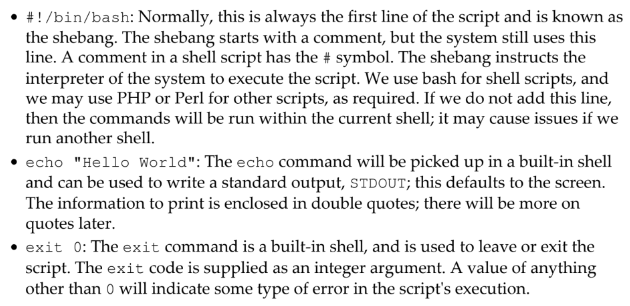 • #!/bin/bash: Normally, this is always the first line of the script and is known as
the shebang. The shebang starts with a comment, but the system still uses this
line. A comment in a shell script has the # symbol. The shebang instructs the
interpreter of the system to execute the script. We use bash for shell scripts, and
we may use PHP or Perl for other scripts, as required. If we do not add this line,
then the commands will be run within the current shell; it may cause issues if we
run another shell.
• echo "Hello World": The echo command will be picked up in a built-in shell
and can be used to write a standard output, STDOUT; this defaults to the screen.
The information to print is enclosed in double quotes; there will be more on
quotes later.
• exit 0: The exit command is a built-in shell, and is used to leave or exit the
script. The exit code is supplied as an integer argument. A value of anything
other than 0 will indicate some type of error in the script's execution.